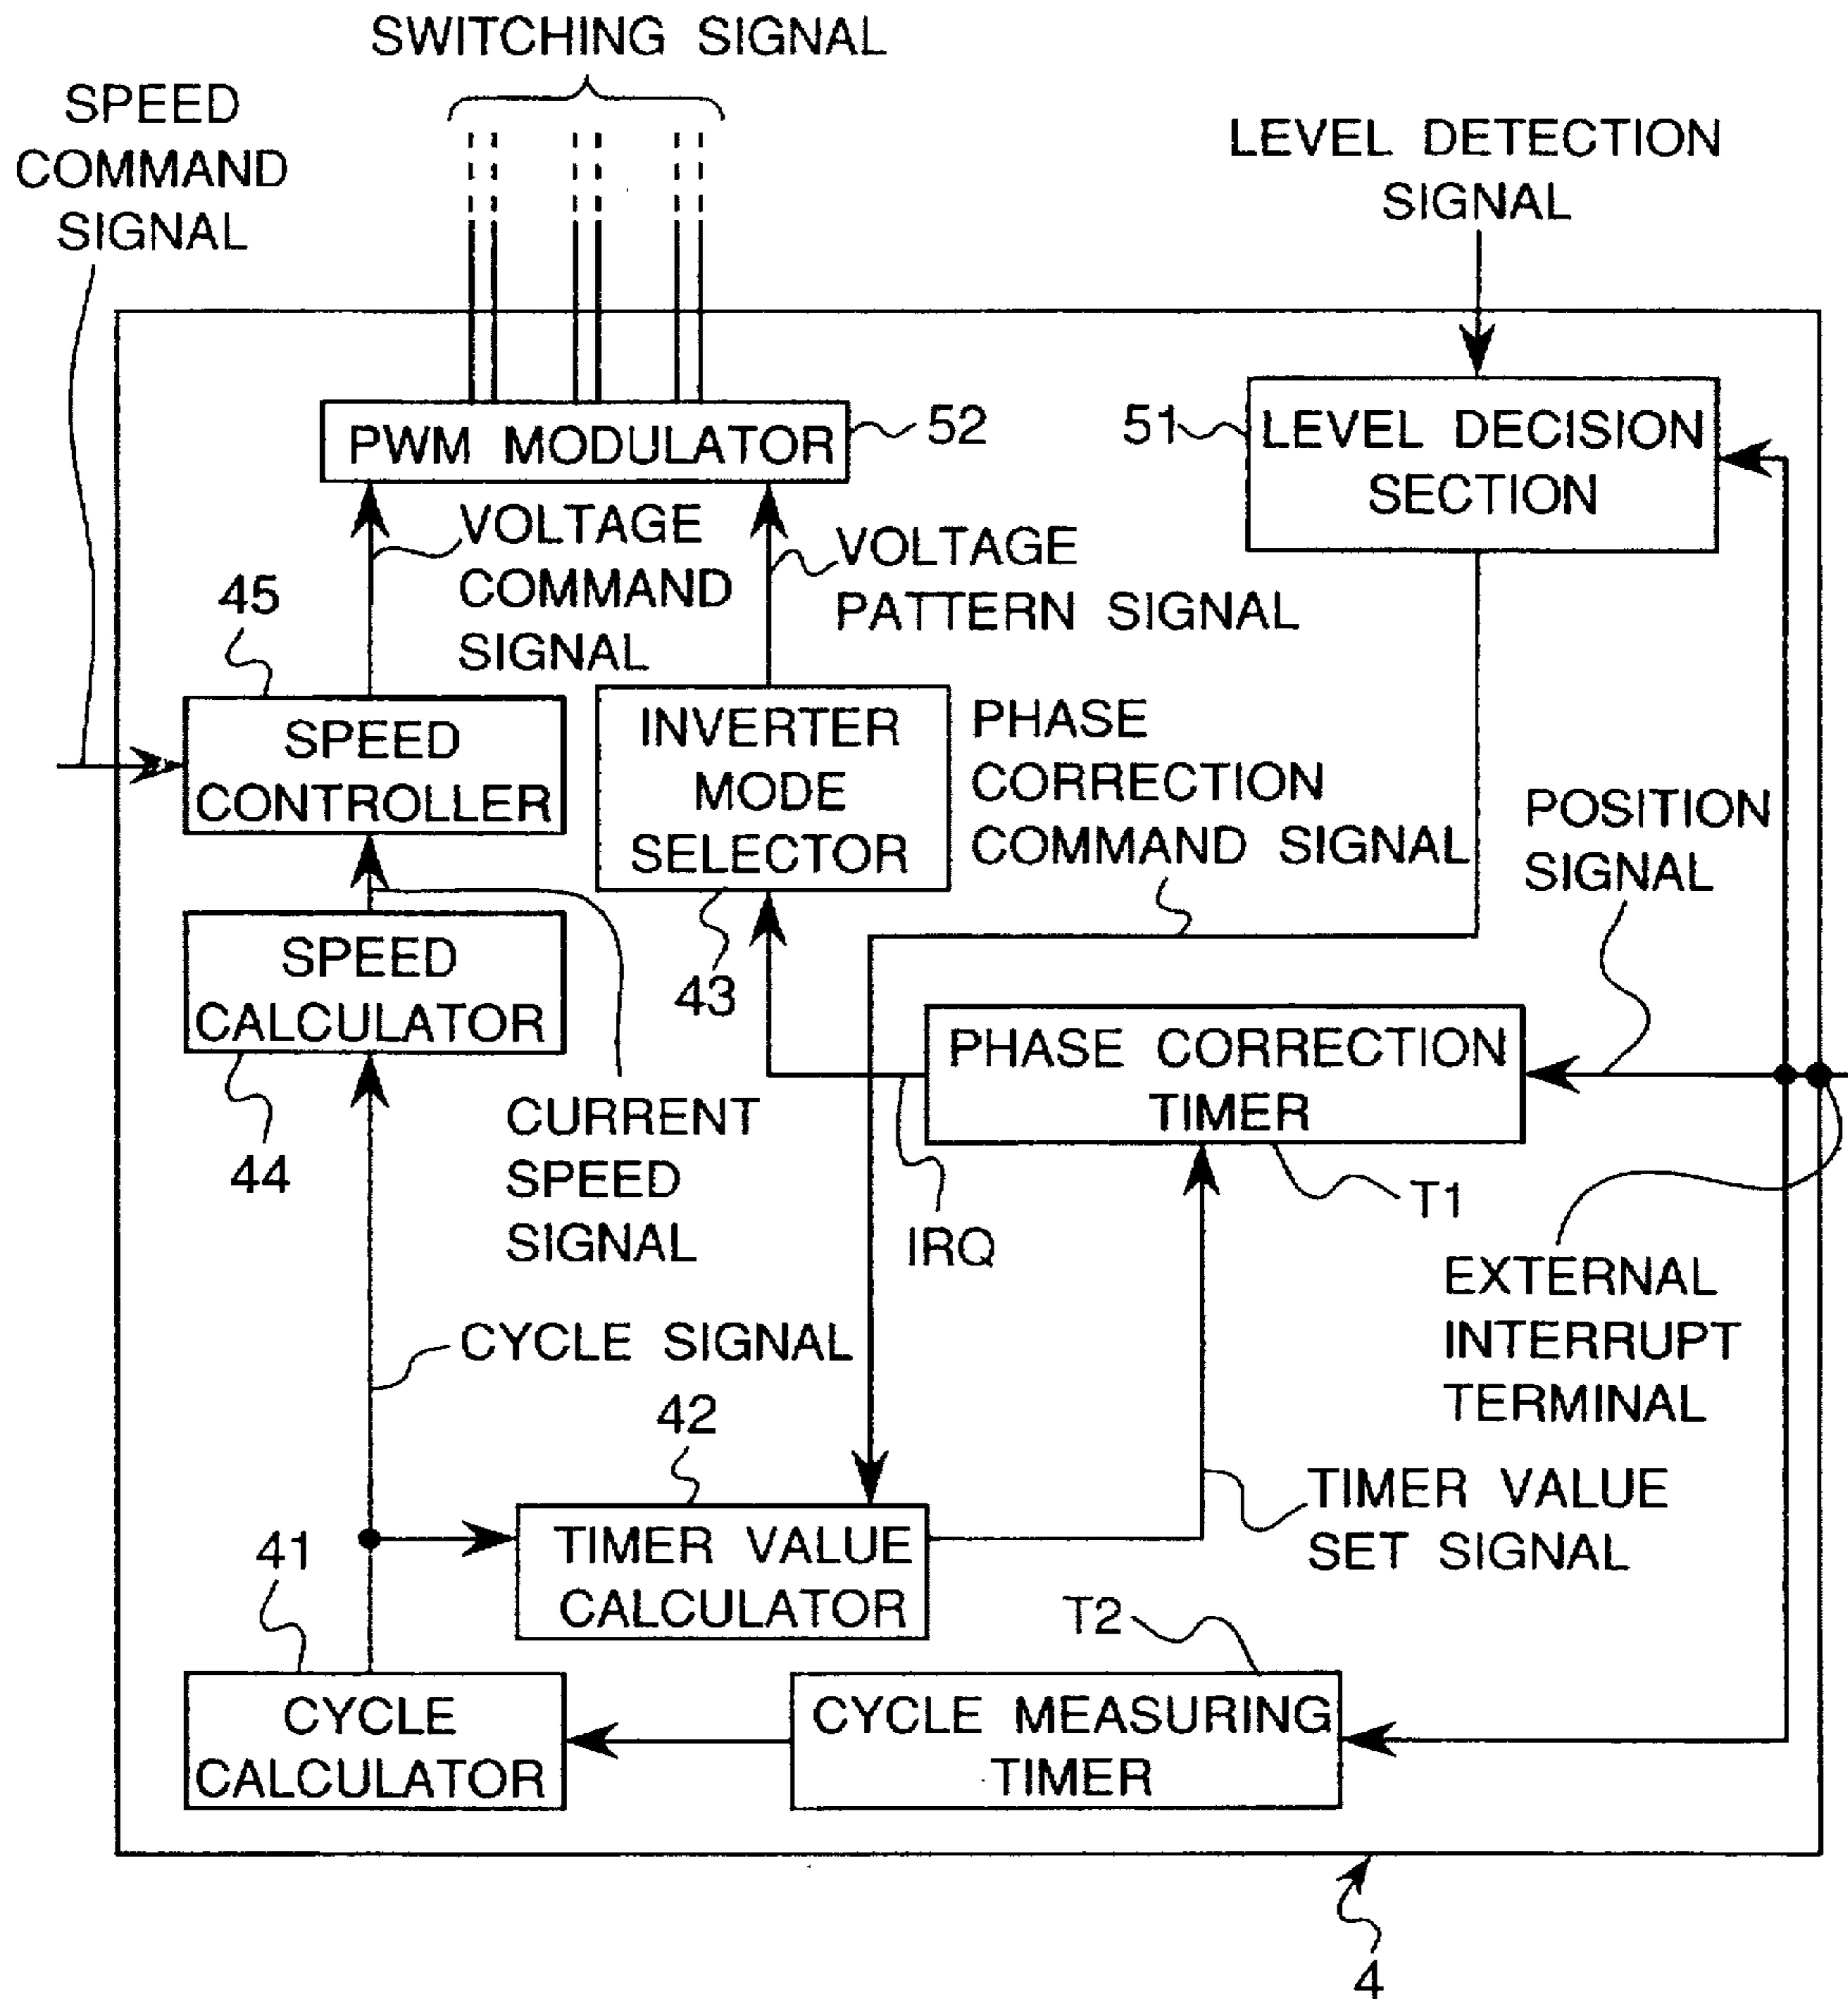 SWITCHING SIGNAL
SPEED
COMMAND
SIGNAL
LEVEL DETECTION
SIGNAL
PWM MODULATOR
52
51
LEVEL DECISION
SECTION
VOLTAGE
COMMAND
SIGNAL
VOLTAGE
PATTERN SIGNAL
45
SPEED
CONTROLLER
INVERTER
MODE
SELECTOR
PHASE
CORRECTION
COMMAND SIGNAL
POSITION
SIGNAL
SPEED
CALCULATOR
43
44
CURRENT
SPEED
SIGNAL
PHASE CORRECTION
TIMER
T1
IRQ
EXTERNAL
INTERRUPT
TERMINAL
CYCLE SIGNAL
42
TIMER VALUE
CALCULATOR
TIMER VALUE
SET SIGNAL
41
T2
CYCLE
CALCULATOR
CYCLE MEASURING
TIMER
4